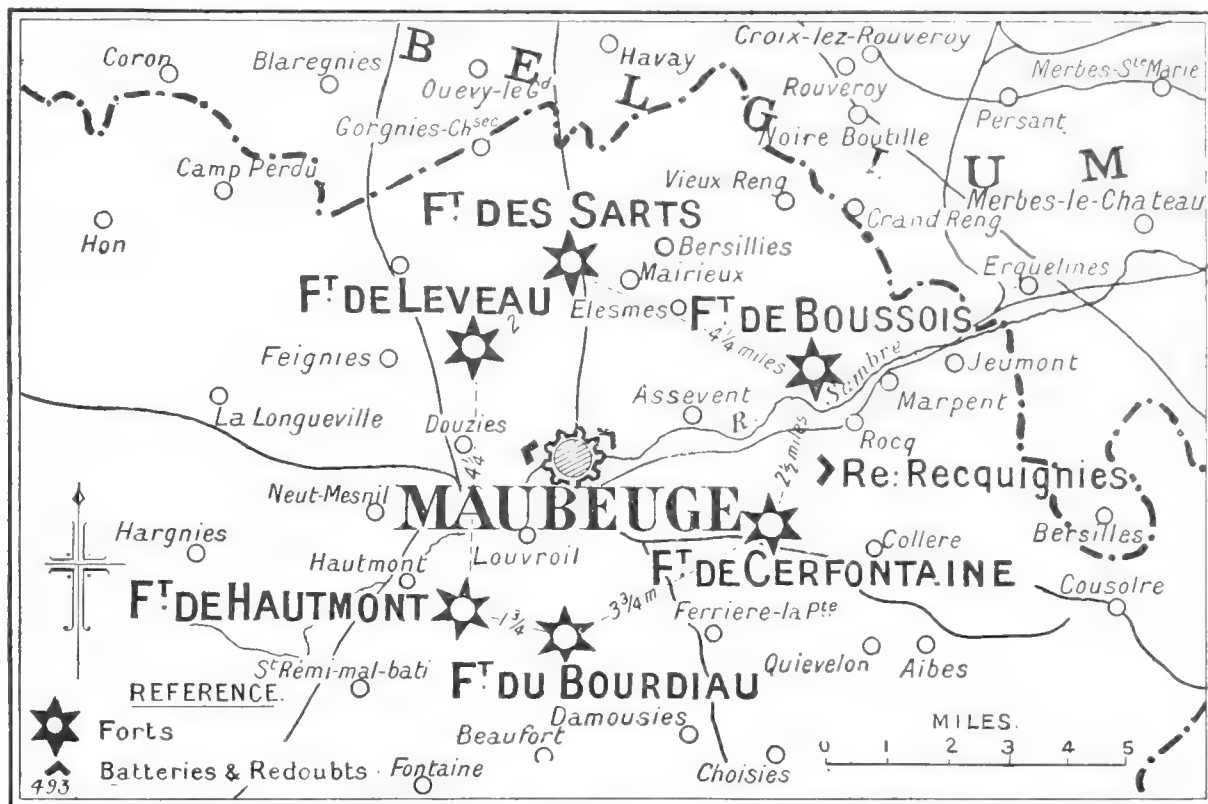 BELGIUM
Coron
Blaregnies
Quevy-le Gd
Havay
Croix-lez-Rouveroy
Rouveroy
Merbes-Ste Marie
Persant
Gorgnies-Chsec
Noire Boutille
Camp Perdu
Vieux Reng
Merbes-le-Chateau
Hon
FT DES SARTS
Grand Reng
Bersillies
Mairieux
Erquelines
FT DE LEVEAU
Elesmes
FT DE BOUSSOIS
2
4¼ miles
Feignies
R. Sambre
Jeumont
La Longueville
Assevent
Marpent
Douzies
Rocq
4¼
2½ miles
Re: Recquignies
Neut-Mesnil
MAUBEUGE
Bersilles
Hargnies
Louvroil
Collere
Hautmont
FT DE CERFONTAINE
Cousolre
FT DE HAUTMONT
1¾
3¾ m
Ferriere-la Pte
St Rémi-mal-bati
FT DU BOURDIAU
Quievelon
Aibes
REFERENCE.
Forts
Damousies
MILES.
Beaufort
0 1 2 3 4 5
Batteries & Redoubts
Fontaine
Choisies
493